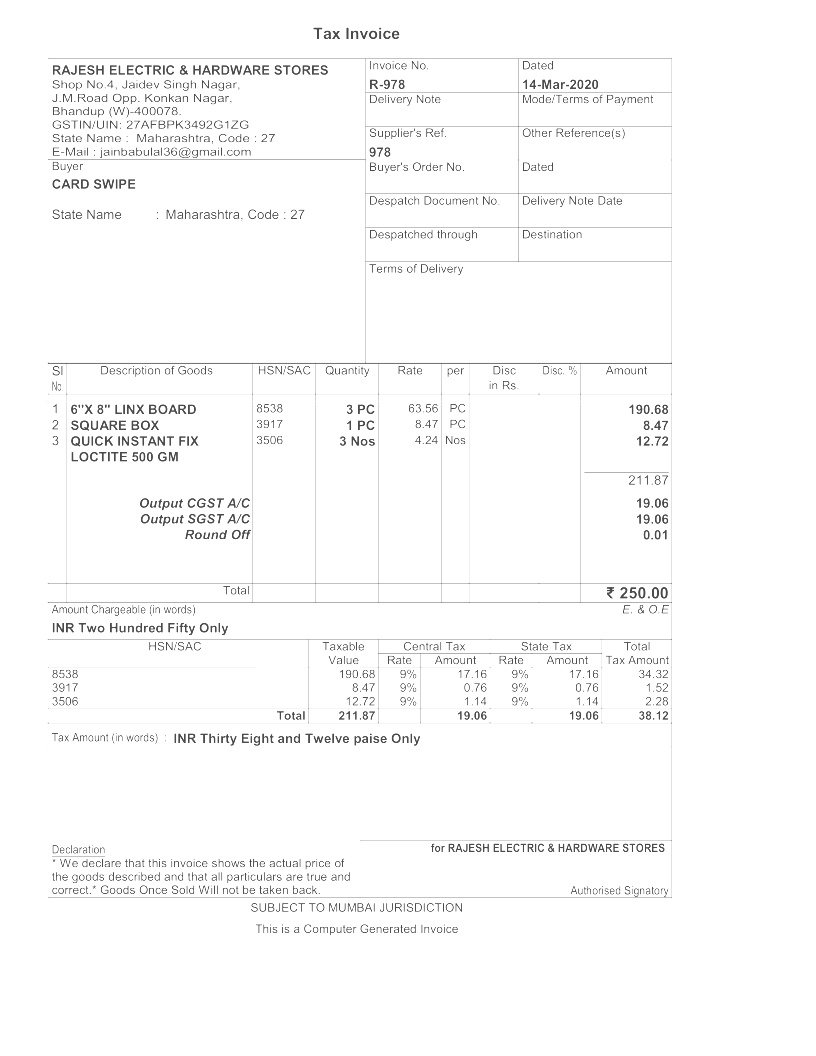 Tax Invoice
RAJESH ELECTRIC & HARDWARE STORES
Shop No.4, Jaidev Singh Nagar,
J.M.Road Opp. Konkan Nagar,
Bhandup (W)-400078.
GSTIN/UIN: 27AFBPK3492G1ZG
State Name : Maharashtra, Code : 27
E-Mail : jainbabulal36@gmail.com
Invoice No. Dated
R-978 14-Mar-2020
Delivery Note Mode/Terms of Payment
Supplier's Ref. Other Reference(s)
978
Buyer
CARD SWIPE
State Name : Maharashtra, Code : 27
Buyer's Order No. Dated
Despatch Document No. Delivery Note Date
Despatched through Destination
Terms of Delivery
Sl Description of Goods HSN/SAC Quantity Rate per Disc Disc. % Amount
No. in Rs.
1 6"X 8" LINX BOARD 8538 3 PC 63.56 PC 190.68
2 SQUARE BOX 3917 1 PC 8.47 PC 8.47
3 QUICK INSTANT FIX 3506 3 Nos 4.24 Nos 12.72
LOCTITE 500 GM
211.87
Output CGST A/C 19.06
Output SGST A/C 19.06
Round Off 0.01
Total ₹ 250.00
Amount Chargeable (in words) E. & O.E
INR Two Hundred Fifty Only
HSN/SAC Taxable Central Tax State Tax Total
Value Rate Amount Rate Amount Tax Amount
8538 190.68 9% 17.16 9% 17.16 34.32
3917 8.47 9% 0.76 9% 0.76 1.52
3506 12.72 9% 1.14 9% 1.14 2.28
Total 211.87 19.06 19.06 38.12
Tax Amount (in words) : INR Thirty Eight and Twelve paise Only
Declaration
* We declare that this invoice shows the actual price of
the goods described and that all particulars are true and
correct.* Goods Once Sold Will not be taken back.
for RAJESH ELECTRIC & HARDWARE STORES
Authorised Signatory
SUBJECT TO MUMBAI JURISDICTION
This is a Computer Generated Invoice